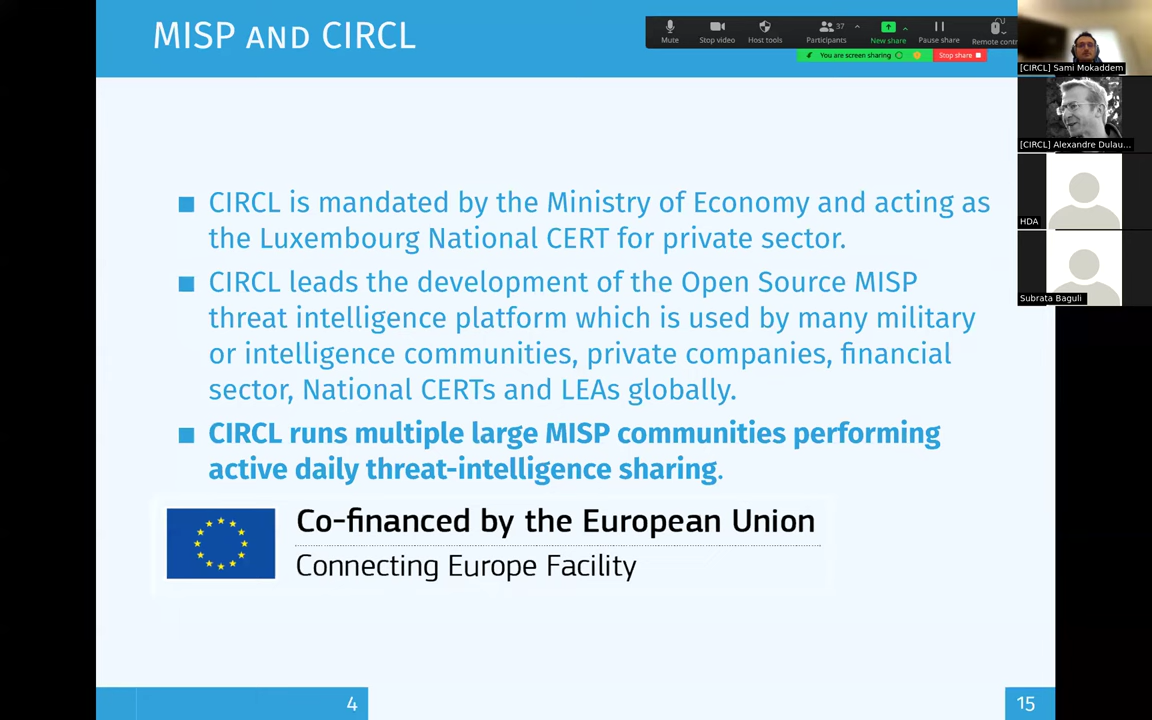 MISP AND CIRCL
37
Mute
Stop video
Host tools
Participants
New share
Pause share
Remote contr
You are screen sharing
Stop share
[CIRCL] Sami Mokaddem
[CIRCL] Alexandre Dulau...
HDA
Subrata Baguli
CIRCL is mandated by the Ministry of Economy and acting as
the Luxembourg National CERT for private sector.
CIRCL leads the development of the Open Source MISP
threat intelligence platform which is used by many military
or intelligence communities, private companies, financial
sector, National CERTs and LEAs globally.
CIRCL runs multiple large MISP communities performing
active daily threat-intelligence sharing.
Co-financed by the European Union
Connecting Europe Facility
4
15